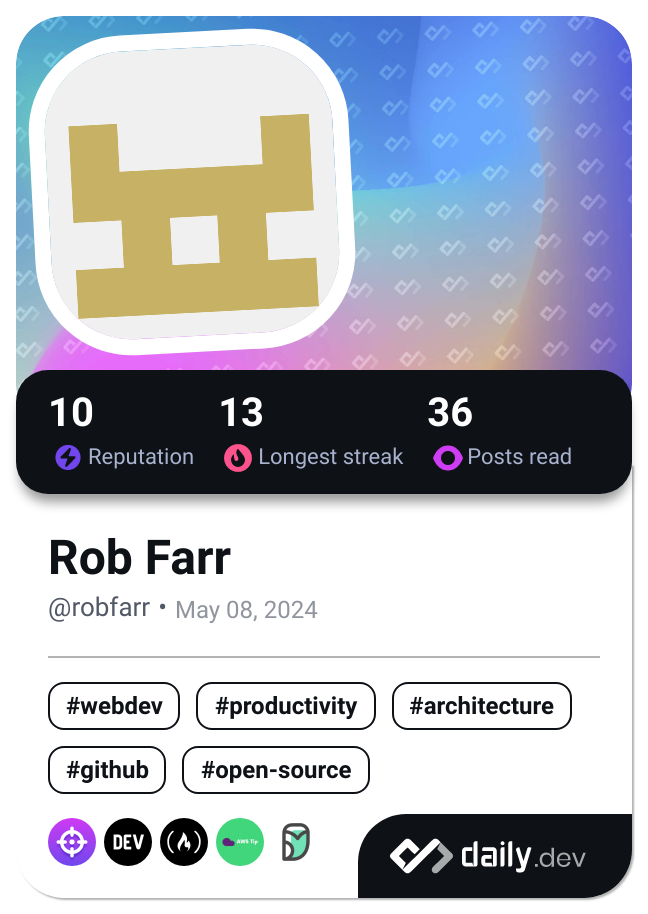 10 13 36
Reputation Longest streak Posts read
Rob Farr
@robfarr • May 08, 2024
#webdev #productivity #architecture
#github #open-source
DEV AWS Tip
daily.dev